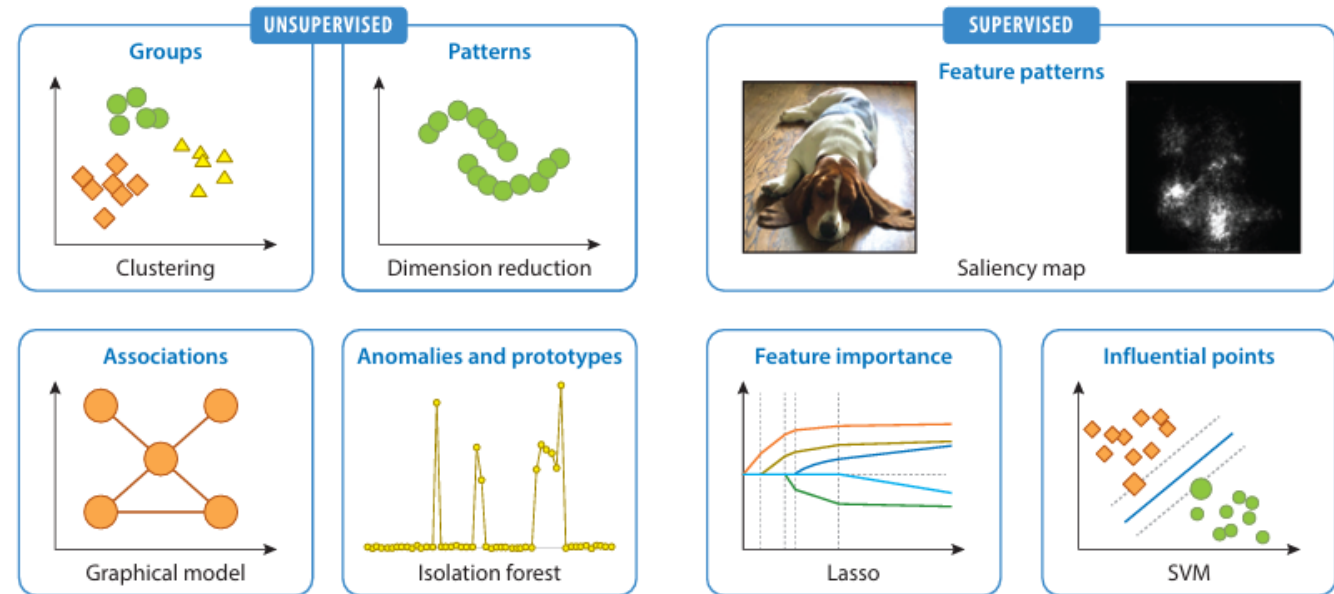 UNSUPERVISED
Groups
Patterns
Clustering
Dimension reduction
Associations
Anomalies and prototypes
Graphical model
Isolation forest
SUPERVISED
Feature patterns
Saliency map
Feature importance
Influential points
Lasso
SVM